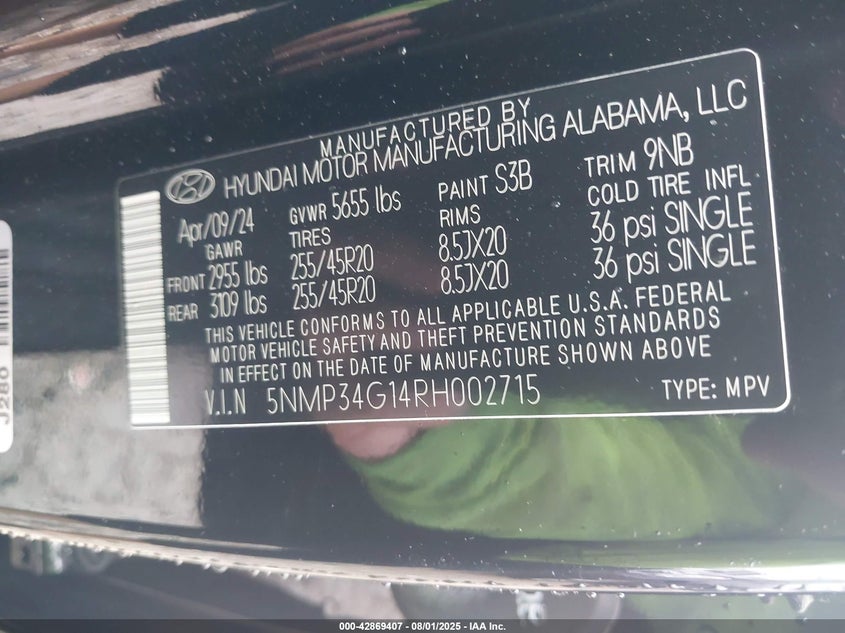 MANUFACTURED BY
HYUNDAI MOTOR MANUFACTURING ALABAMA, LLC
Apr/09/24 GVWR 5655 lbs PAINT S3B TRIM 9NB
GAWR TIRES RIMS COLD TIRE INFL
FRONT 2955 lbs 255/45R20 8.5JX20 36 psi SINGLE
REAR 3109 lbs 255/45R20 8.5JX20 36 psi SINGLE
THIS VEHICLE CONFORMS TO ALL APPLICABLE U.S.A. FEDERAL
MOTOR VEHICLE SAFETY AND THEFT PREVENTION STANDARDS
IN EFFECT ON THE DATE OF MANUFACTURE SHOWN ABOVE
V.I.N 5NMP34G14RH002715 TYPE: MPV
J280
000-42869407 - 08/01/2025 - IAA Inc.